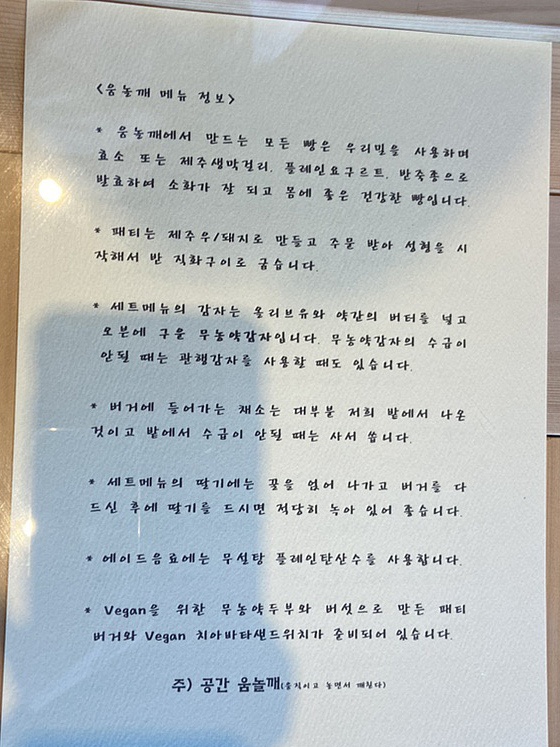 <움놀깨 메뉴 정보>
* 움놀깨에서 만드는 모든 빵은 우리밀을 사용하며
효소 또는 제주생막걸리, 플레인요구르트, 반죽종으로
발효하여 소화가 잘 되고 몸에 좋은 건강한 빵입니다.
* 패티는 제주우/돼지로 만들고 주문 받아 성형을 시
작해서 반 직화구이로 굽습니다.
* 세트메뉴의 감자는 올리브유와 약간의 버터를 넣고
오븐에 구운 무농약감자입니다. 무농약감자의 수급이
안될 때는 관행감자를 사용할 때도 있습니다.
* 버거에 들어가는 채소는 대부분 저희 밭에서 나온
것이고 밭에서 수급이 안될 때는 사서 씁니다.
* 세트메뉴의 딸기에는 꿀을 얹어 나가고 버거를 다
드신 후에 딸기를 드시면 적당히 녹아 있어 좋습니다.
* 에이드음료에는 무설탕 플레인탄산수를 사용합니다.
* Vegan을 위한 무농약두부와 버섯으로 만든 패티
버거와 Vegan 치아바타샌드위치가 준비되어 있습니다.
주) 공간 움놀깨(움직이고 놀면서 깨친다)